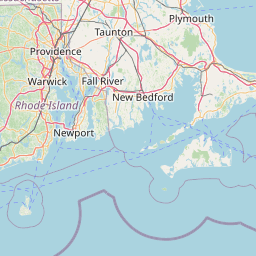 Plymouth
Taunton
Providence
Warwick
Fall River
New Bedford
Rhode Island
Newport